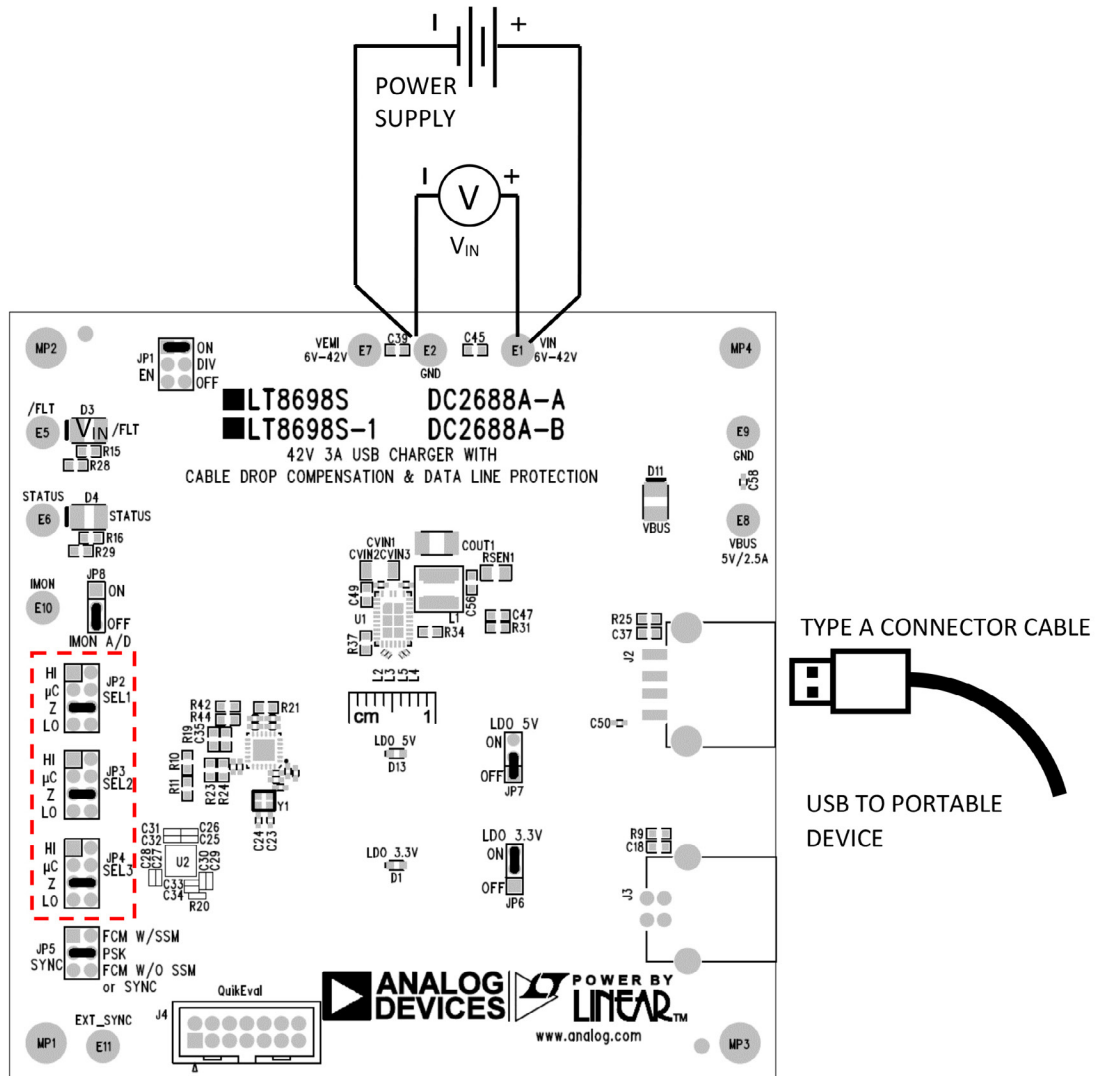 I +
POWER
SUPPLY
I +
V
VIN
MP2
JP1
EN
ON
DIV
OFF
VEMI
6V-42V
E7
C39
E2
GND
C45
E1
VIN
6V-42V
MP4
■LT8698S DC2688A-A
■LT8698S-1 DC2688A-B
42V 3A USB CHARGER WITH
CABLE DROP COMPENSATION & DATA LINE PROTECTION
/FLT
E5
D3
VIN
/FLT
R15
R28
STATUS
E6
D4
STATUS
R16
R29
E9
GND
C58
D11
VBUS
E8
VBUS
5V/2.5A
IMON
E10
JP8
ON
OFF
IMON A/D
CVIN1
CVIN2
CVIN3
COUT1
RSEN1
C49
U1
R37
L1
C56
R34
C47
R31
L2
L3
L5
L4
cm 1
R25
C37
J2
C50
TYPE A CONNECTOR CABLE
USB TO PORTABLE
DEVICE
HI
µC
Z
LO
JP2
SEL1
HI
µC
Z
LO
JP3
SEL2
HI
µC
Z
LO
JP4
SEL3
R42
R44
R21
R19
C35
R10
R11
R23
R24
Y1
C24
C23
LDO 5V
D13
LDO 5V
ON
OFF
JP7
C31
C32
C26
C25
C28
C27
U2
C30
C29
C33
C34
R20
LDO 3.3V
D1
LDO 3.3V
ON
OFF
JP6
R9
C18
J3
JP5
SYNC
FCM W/SSM
PSK
FCM W/O SSM
or SYNC
QuikEval
J4
ANALOG
DEVICES
POWER BY
LINEAR™
www.analog.com
MP1
EXT_SYNC
E11
MP3